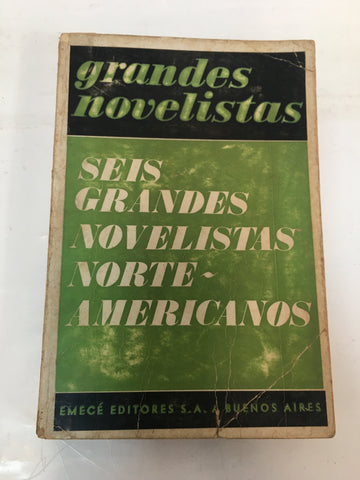 grandes
novelistas
SEIS
GRANDES
NOVELISTAS
NORTE-
AMERICANOS
EMECÉ EDITORES S.A. A BUENOS AIRES